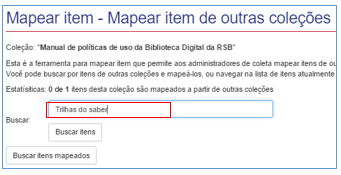 Mapear item - Mapear item de outras coleções
Coleção: "Manual de políticas de uso da Biblioteca Digital da RSB"
Esta é a ferramenta para mapear item que permite aos administradores de coleta mapear itens de ou
Você pode buscar por itens de outras coleções e mapeá-los, ou navegar na lista de itens atualmente
Estatísiticas: 0 de 1 itens desta coleção são mapeados a partir de outras coleções
Trilhas do saber
Buscar:
Buscar itens
Buscar itens mapeados